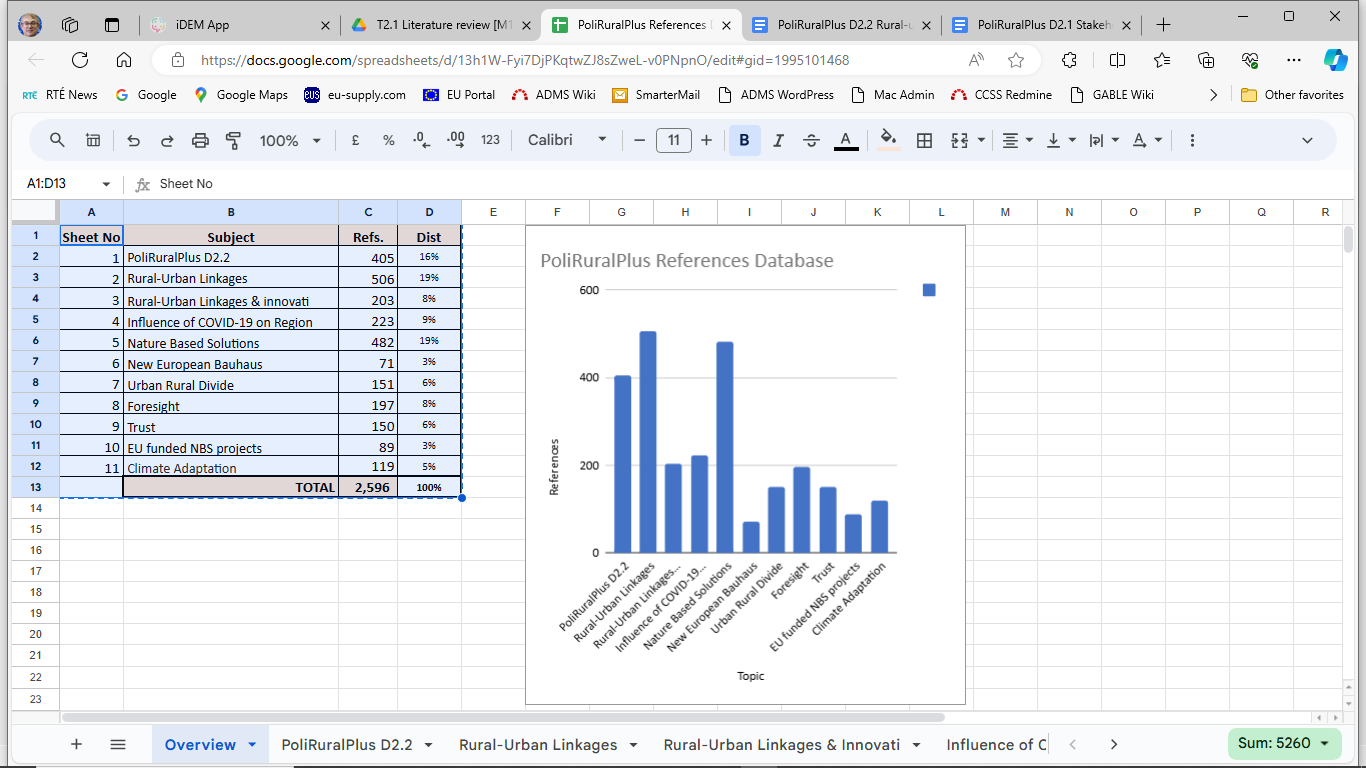 iDEM App
T2.1 Literature review [M1
PoliRuralPlus References
PoliRuralPlus D2.2 Rural-u
PoliRuralPlus D2.1 Stakeh
https://docs.google.com/spreadsheets/d/13h1W-Fyi7DjPKqtwZJ8sZweL-v0PNpnO/edit#gid=1995101468
RTÉ RTÉ News Google Google Maps EUS eu-supply.com EU Portal ADMS Wiki SmarterMail ADMS WordPress Mac Admin CCSS Redmine GABLE Wiki Other favorites
100% £ % .0 .00 123 Calibri 11 B I A
A1:D13 fx Sheet No
A B C D E F G H I J K L M N O P Q R
1 Sheet No Subject Refs. Dist
2 1 PoliRuralPlus D2.2 405 16%
3 2 Rural-Urban Linkages 506 19%
4 3 Rural-Urban Linkages & innovati 203 8%
5 4 Influence of COVID-19 on Region 223 9%
6 5 Nature Based Solutions 482 19%
7 6 New European Bauhaus 71 3%
8 7 Urban Rural Divide 151 6%
9 8 Foresight 197 8%
10 9 Trust 150 6%
11 10 EU funded NBS projects 89 3%
12 11 Climate Adaptation 119 5%
13 TOTAL 2,596 100%
14
15
16
17
18
19
20
21
22
23
PoliRuralPlus References Database
600
400
200
0
References
PoliRuralPlus D2.2
Rural-Urban Linkages
Rural-Urban Linkages...
Influence of COVID-19...
Nature Based Solutions
New European Bauhaus
Urban Rural Divide
Foresight
Trust
EU funded NBS projects
Climate Adaptation
Topic
Overview PoliRuralPlus D2.2 Rural-Urban Linkages Rural-Urban Linkages & Innovati Influence of C Sum: 5260